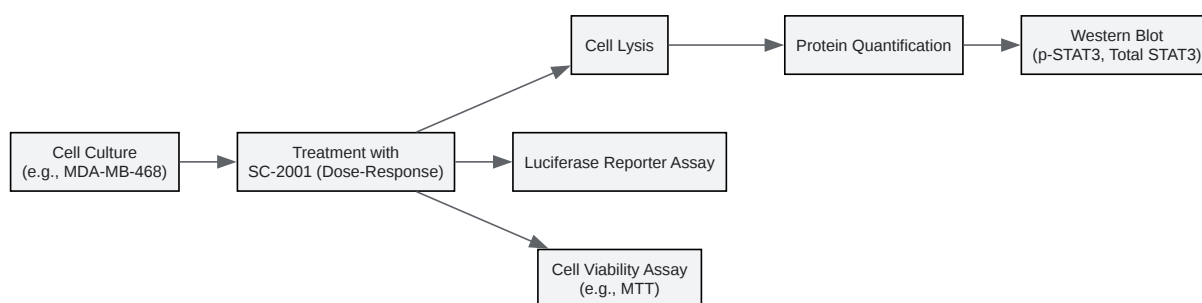 Cell Culture
(e.g., MDA-MB-468)
Treatment with
SC-2001 (Dose-Response)
Cell Lysis
Protein Quantification
Western Blot
(p-STAT3, Total STAT3)
Luciferase Reporter Assay
Cell Viability Assay
(e.g., MTT)